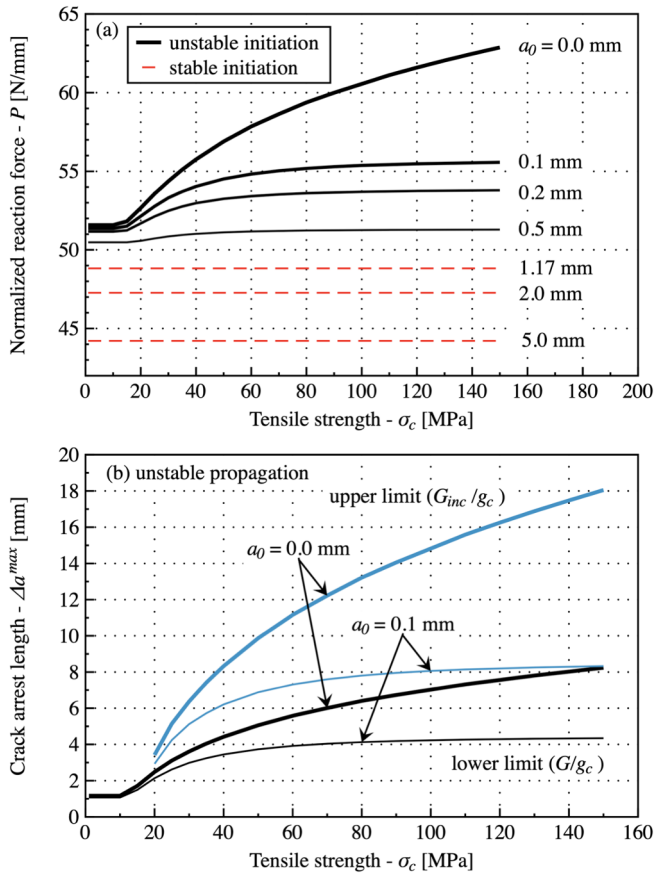 (a)
unstable initiation
stable initiation
a₀ = 0.0 mm
0.1 mm
0.2 mm
0.5 mm
1.17 mm
2.0 mm
5.0 mm
65
60
55
50
45
Normalized reaction force - P [N/mm]
0 20 40 60 80 100 120 140 160 180 200
Tensile strength - σc [MPa]
(b) unstable propagation
upper limit (Ginc /gc )
a₀ = 0.0 mm
a₀ = 0.1 mm
lower limit (G/gc )
20
18
16
14
12
10
8
6
4
2
0
Crack arrest length - Δa^max [mm]
0 20 40 60 80 100 120 140 160
Tensile strength - σc [MPa]